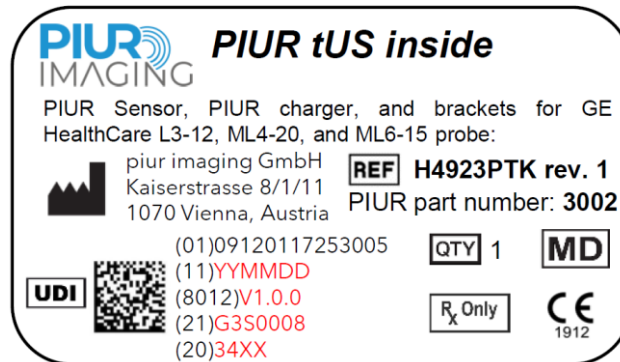 PIUR
IMAGING
PIUR tUS inside
PIUR Sensor, PIUR charger, and brackets for GE
HealthCare L3-12, ML4-20, and ML6-15 probe:
piur imaging GmbH
Kaiserstrasse 8/1/11
1070 Vienna, Austria
REF H4923PTK rev. 1
PIUR part number: 3002
UDI
(01)09120117253005
(11)YYMMDD
(8012)V1.0.0
(21)G3S0008
(20)34XX
QTY 1
MD
Rx Only
CE
1912